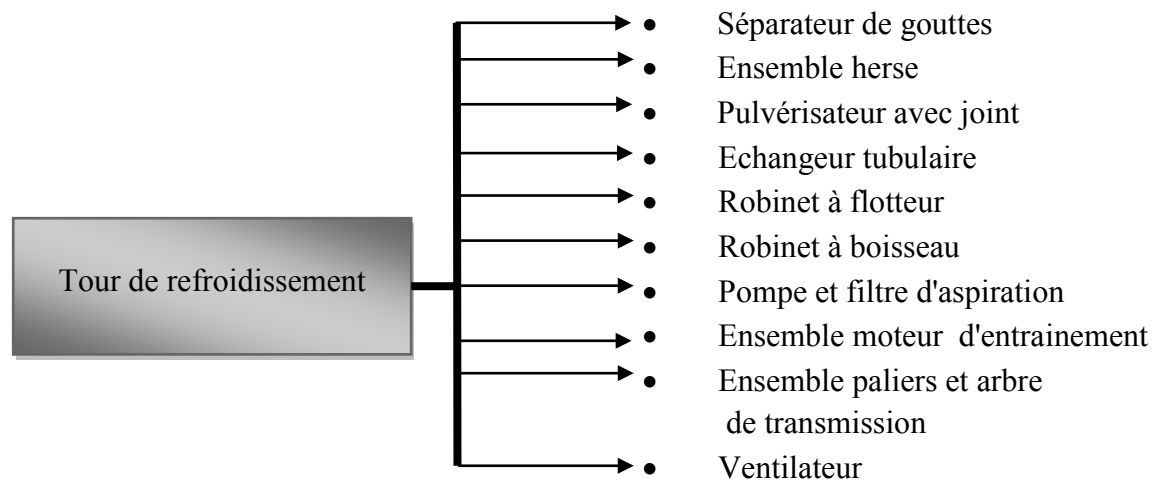 Tour de refroidissement
• Séparateur de gouttes
• Ensemble herse
• Pulvérisateur avec joint
• Echangeur tubulaire
• Robinet à flotteur
• Robinet à boisseau
• Pompe et filtre d'aspiration
• Ensemble moteur d'entrainement
• Ensemble paliers et arbre
de transmission
• Ventilateur